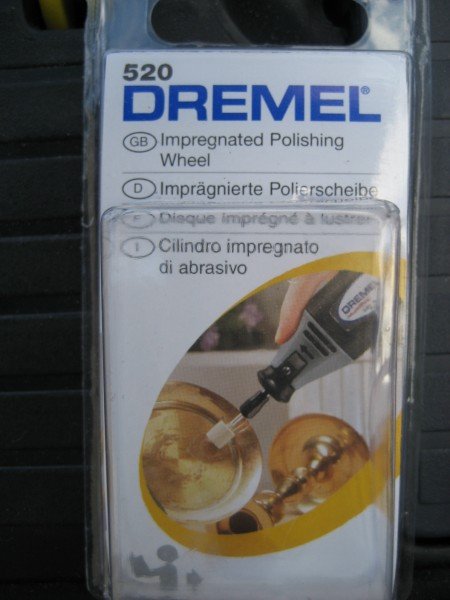 520
DREMEL®
GB Impregnated Polishing
Wheel
D Imprägnierte Polierscheibe
F Disque imprégné à lustrer
I Cilindro impregnato
di abrasivo
DREMEL